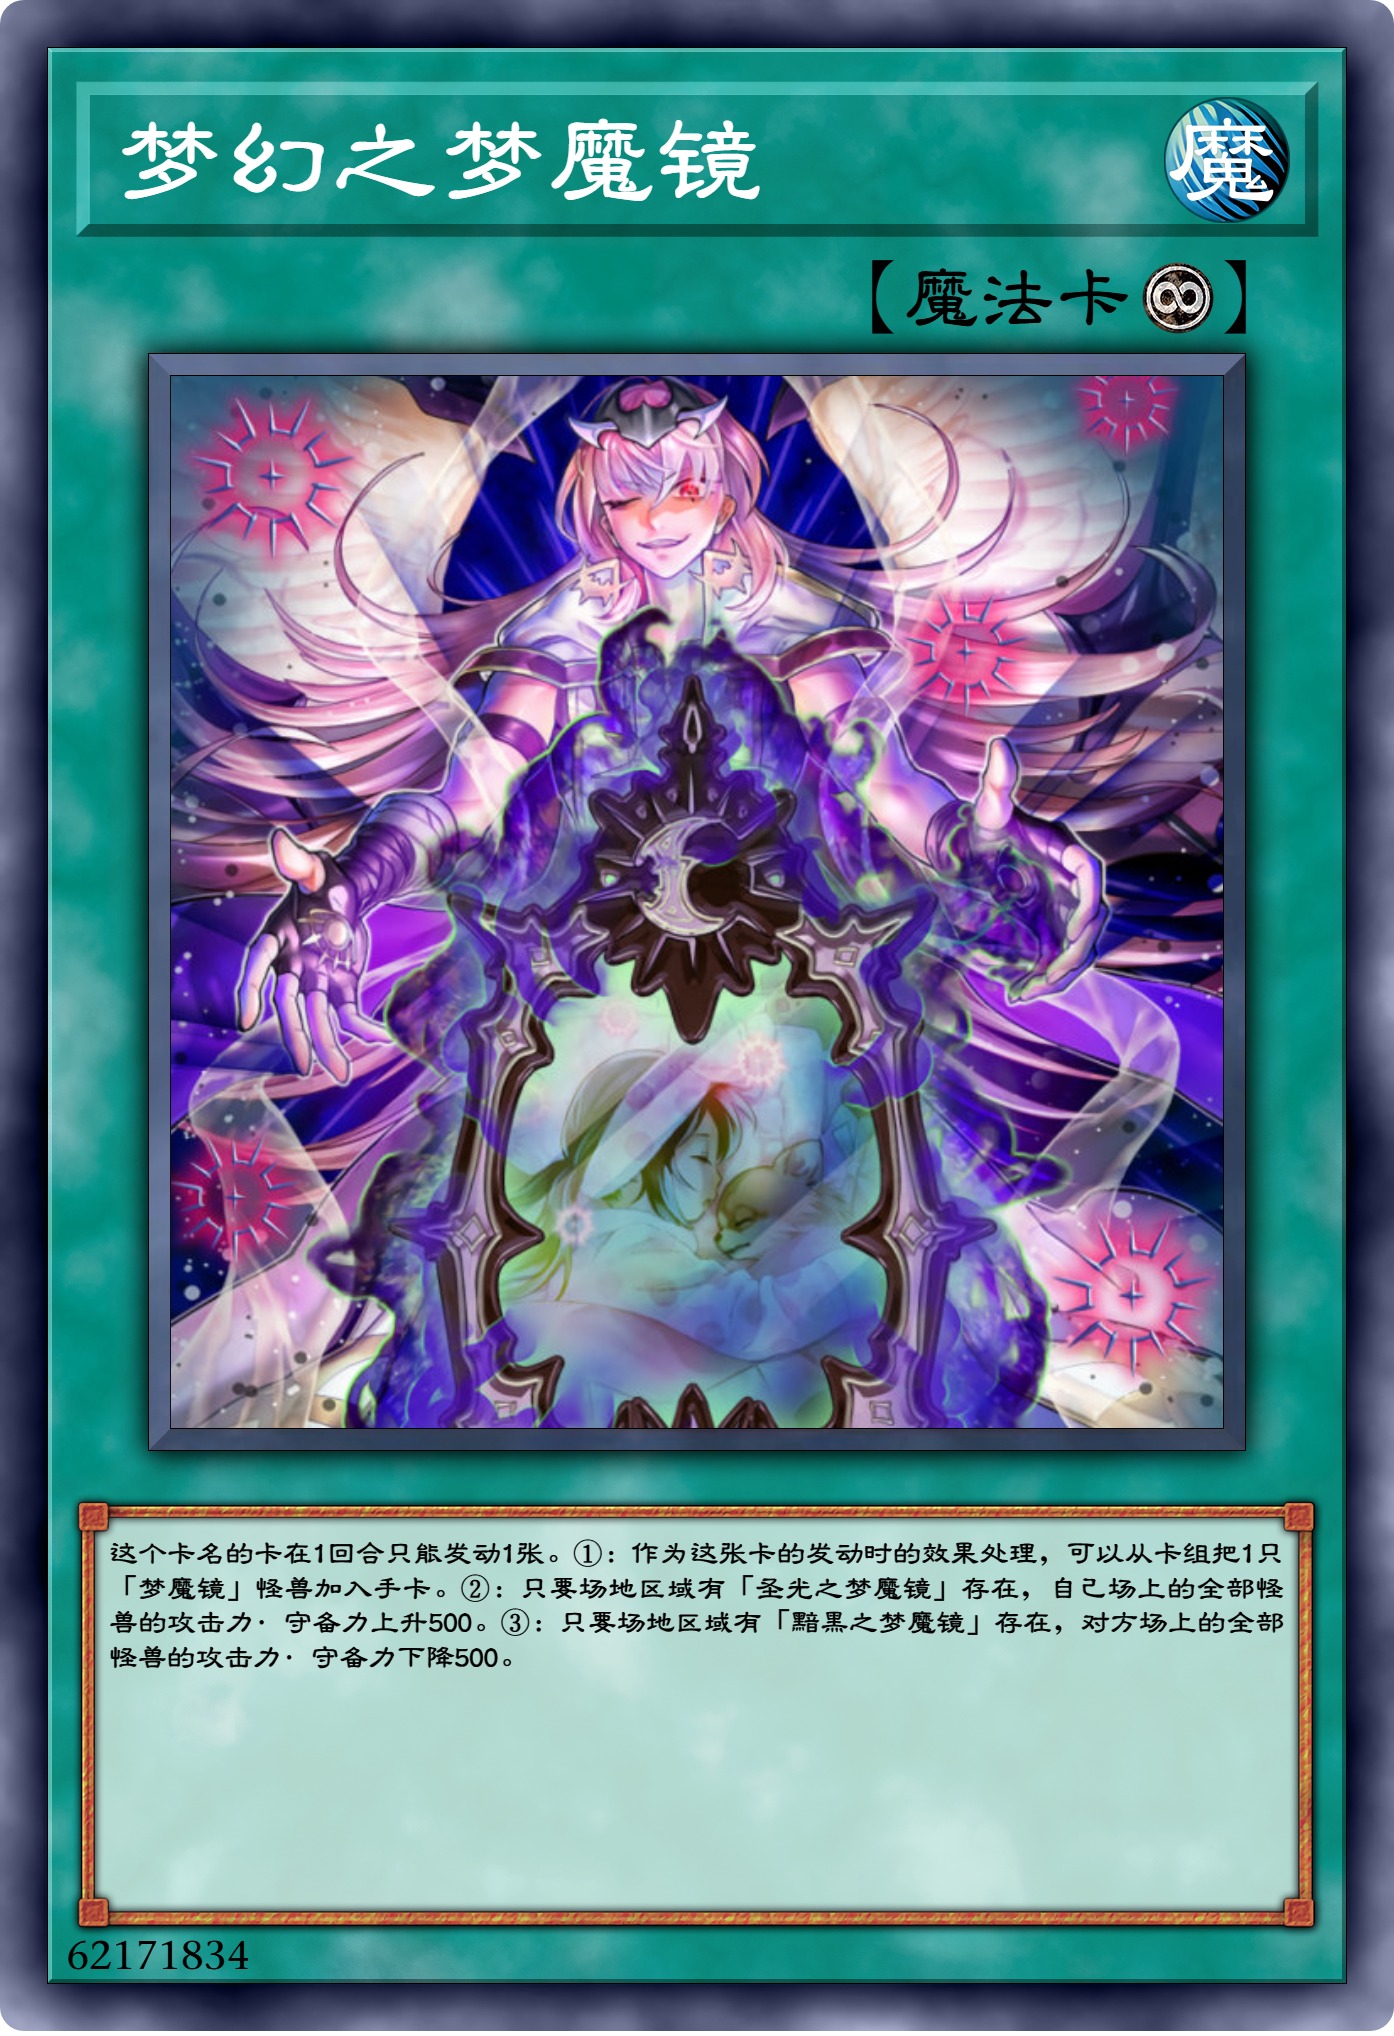 梦幻之梦魔镜
魔
【魔法卡】
这个卡名的卡在1回合只能发动1张。①：作为这张卡的发动时的效果处理，可以从卡组把1只
「梦魔镜」怪兽加入手卡。②：只要场地区域有「圣光之梦魔镜」存在，自己场上的全部怪
兽的攻击力·守备力上升500。③：只要场地区域有「黯黑之梦魔镜」存在，对方场上的全部
怪兽的攻击力·守备力下降500。
62171834